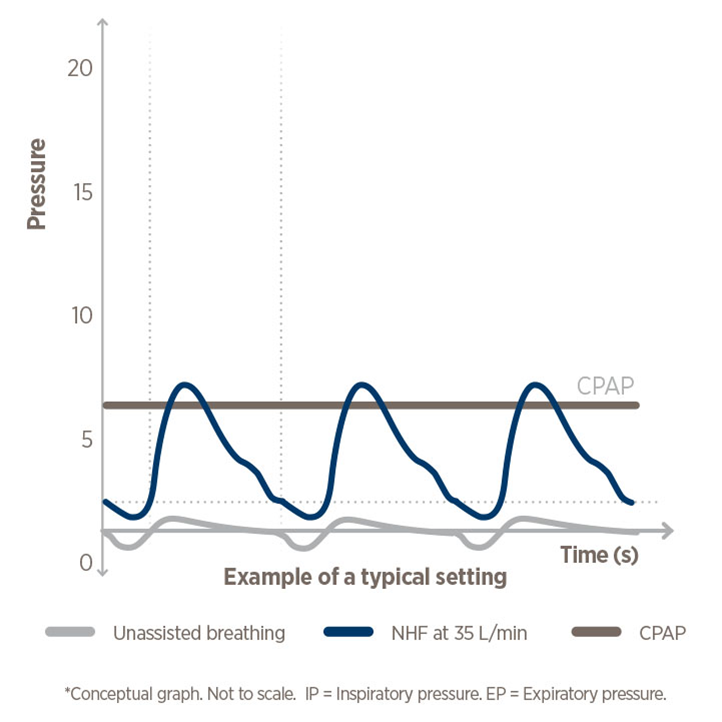 Pressure
20
15
10
5
0
CPAP
Time (s)
Example of a typical setting
Unassisted breathing
NHF at 35 L/min
CPAP
*Conceptual graph. Not to scale. IP = Inspiratory pressure. EP = Expiratory pressure.